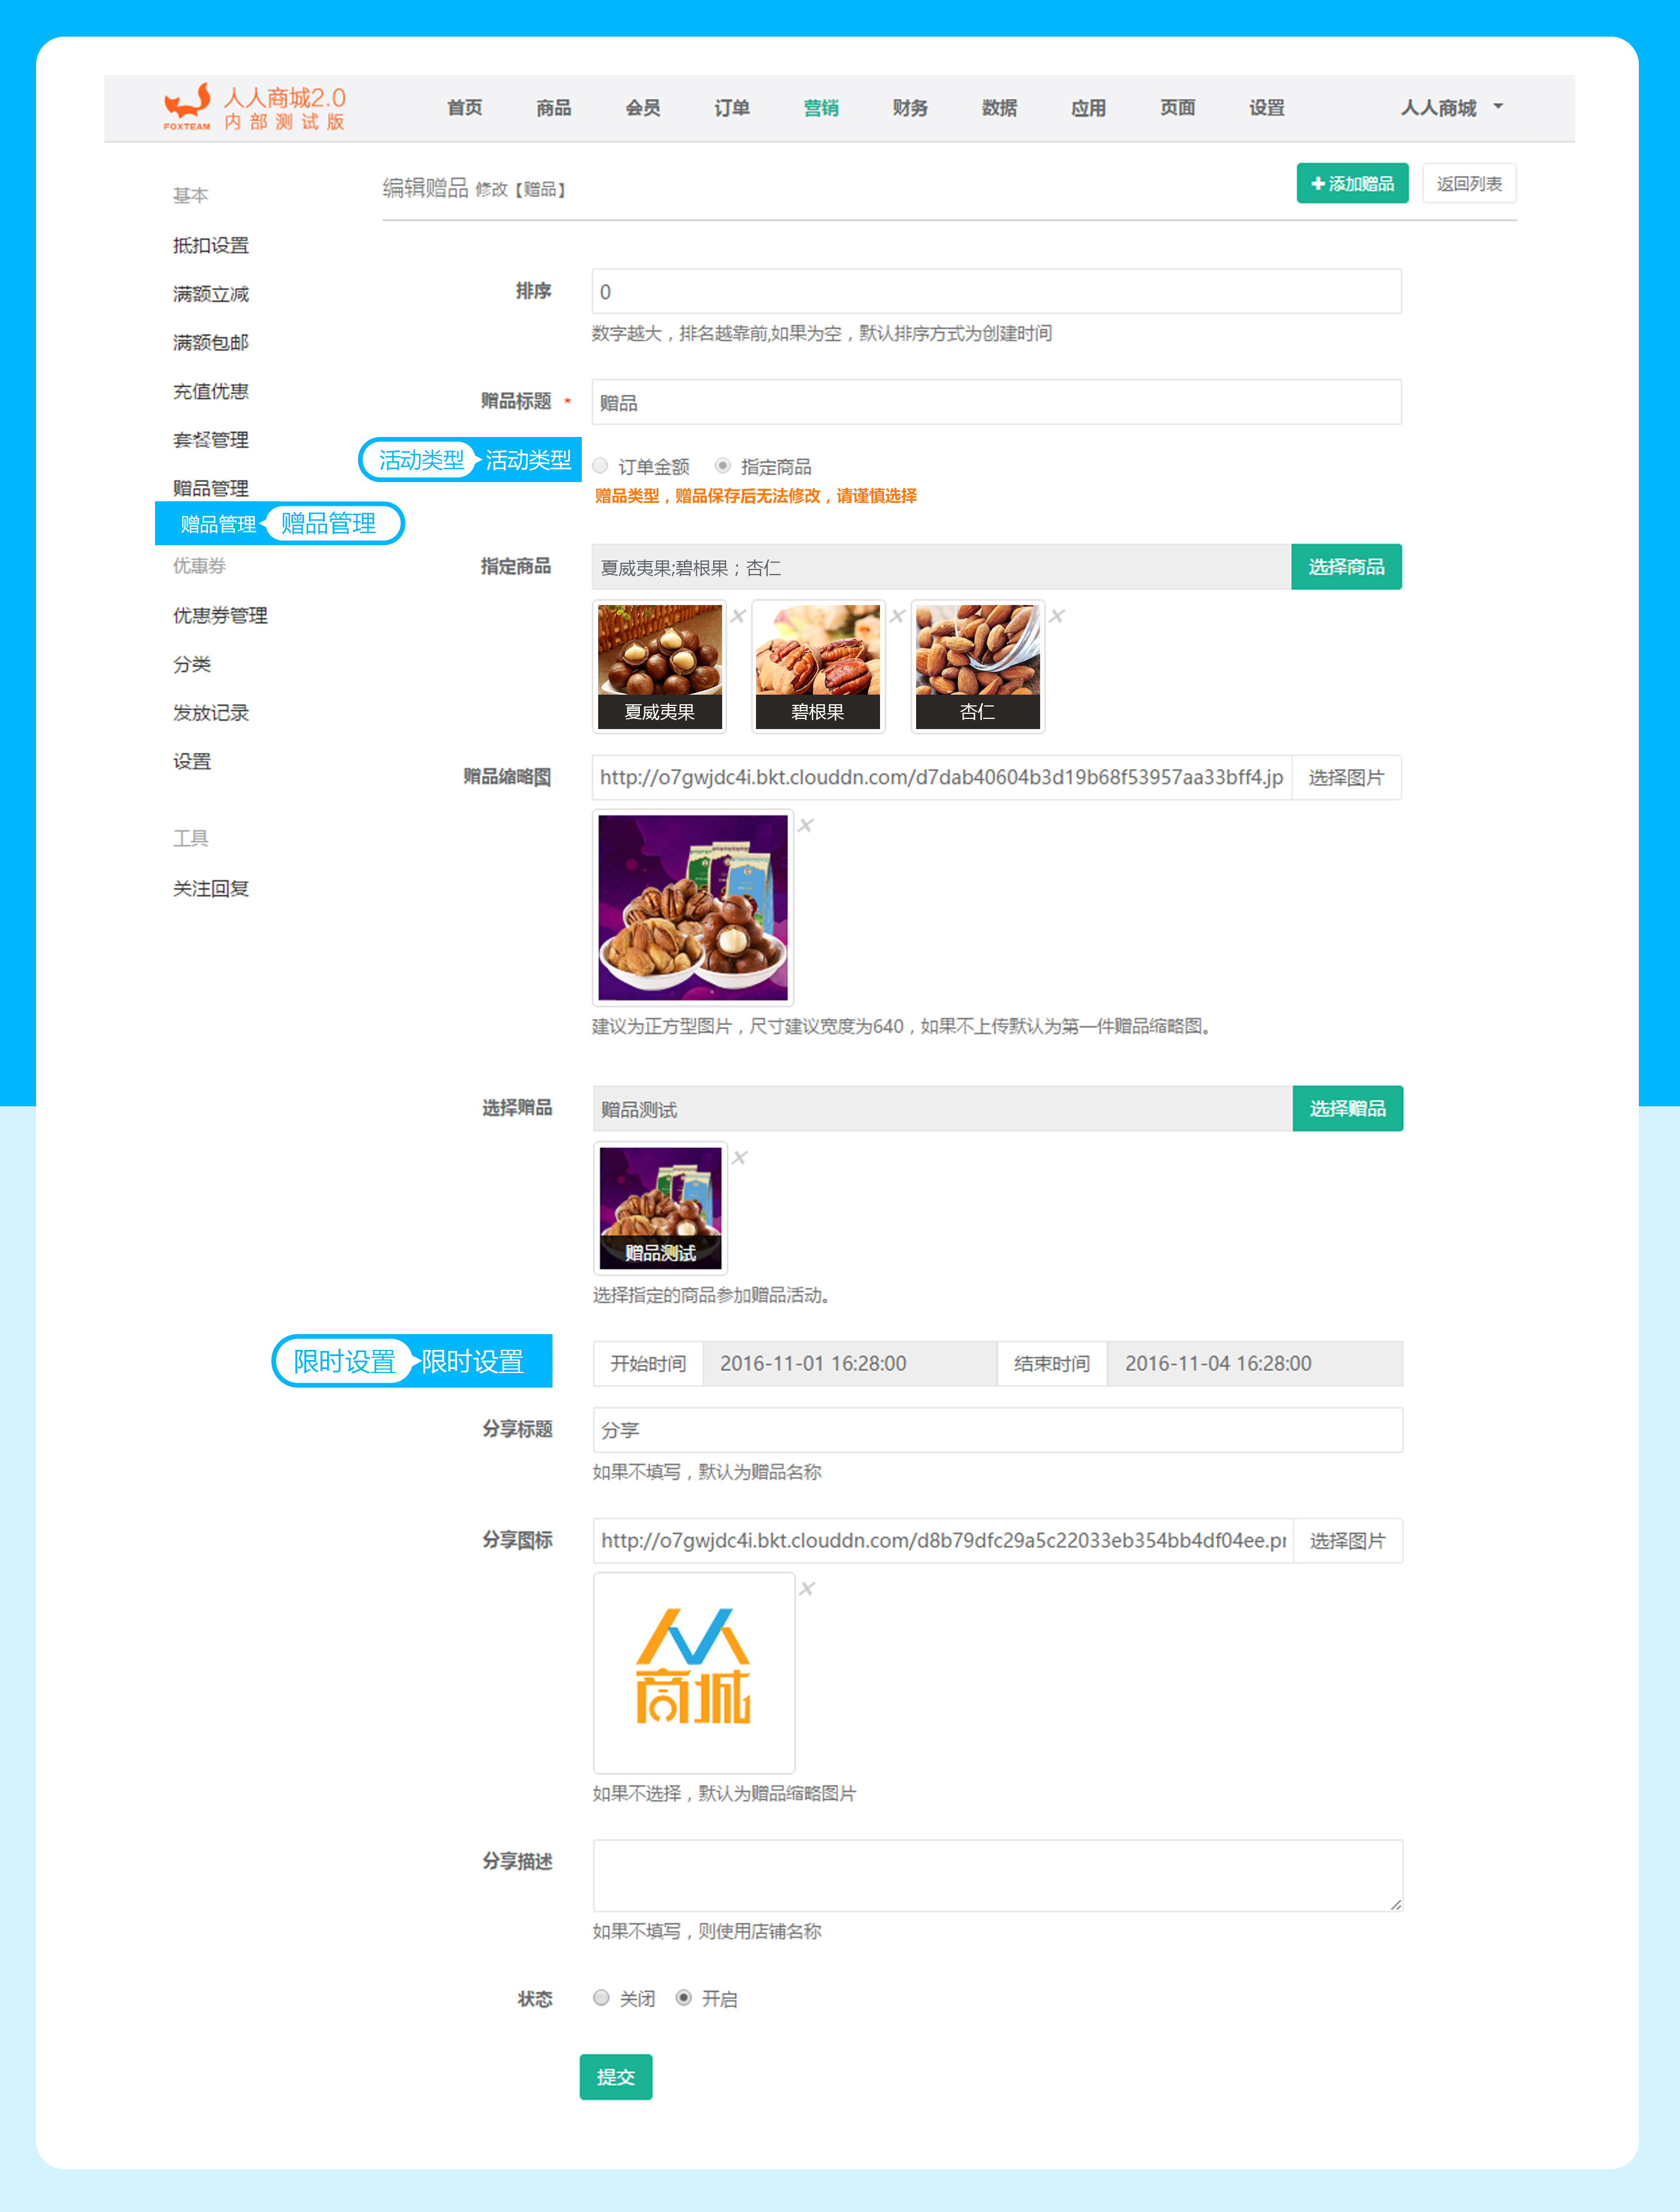 人人商城2.0
内部测试版
FOXTEAM
首页 商品 会员 订单 营销 财务 数据 应用 页面 设置 人人商城
基本
抵扣设置
满额立减
满额包邮
充值优惠
套餐管理
赠品管理
赠品管理 赠品管理
优惠券
优惠券管理
分类
发放记录
设置
工具
关注回复
编辑赠品 修改【赠品】
添加赠品 返回列表
排序 0
数字越大，排名越靠前,如果为空，默认排序方式为创建时间
赠品标题 * 赠品
活动类型 活动类型 订单金额 指定商品
赠品类型，赠品保存后无法修改，请谨慎选择
指定商品 夏威夷果;碧根果；杏仁 选择商品
夏威夷果 碧根果 杏仁
赠品缩略图 http://o7gwjdc4i.bkt.clouddn.com/d7dab40604b3d19b68f53957aa33bff4.jp 选择图片
建议为正方型图片，尺寸建议宽度为640，如果不上传默认为第一件赠品缩略图。
选择赠品 赠品测试 选择赠品
赠品测试
选择指定的商品参加赠品活动。
限时设置 限时设置 开始时间 2016-11-01 16:28:00 结束时间 2016-11-04 16:28:00
分享标题 分享
如果不填写，默认为赠品名称
分享图标 http://o7gwjdc4i.bkt.clouddn.com/d8b79dfc29a5c22033eb354bb4df04ee.pr 选择图片
商城
如果不选择，默认为赠品缩略图片
分享描述
如果不填写，则使用店铺名称
状态 关闭 开启
提交